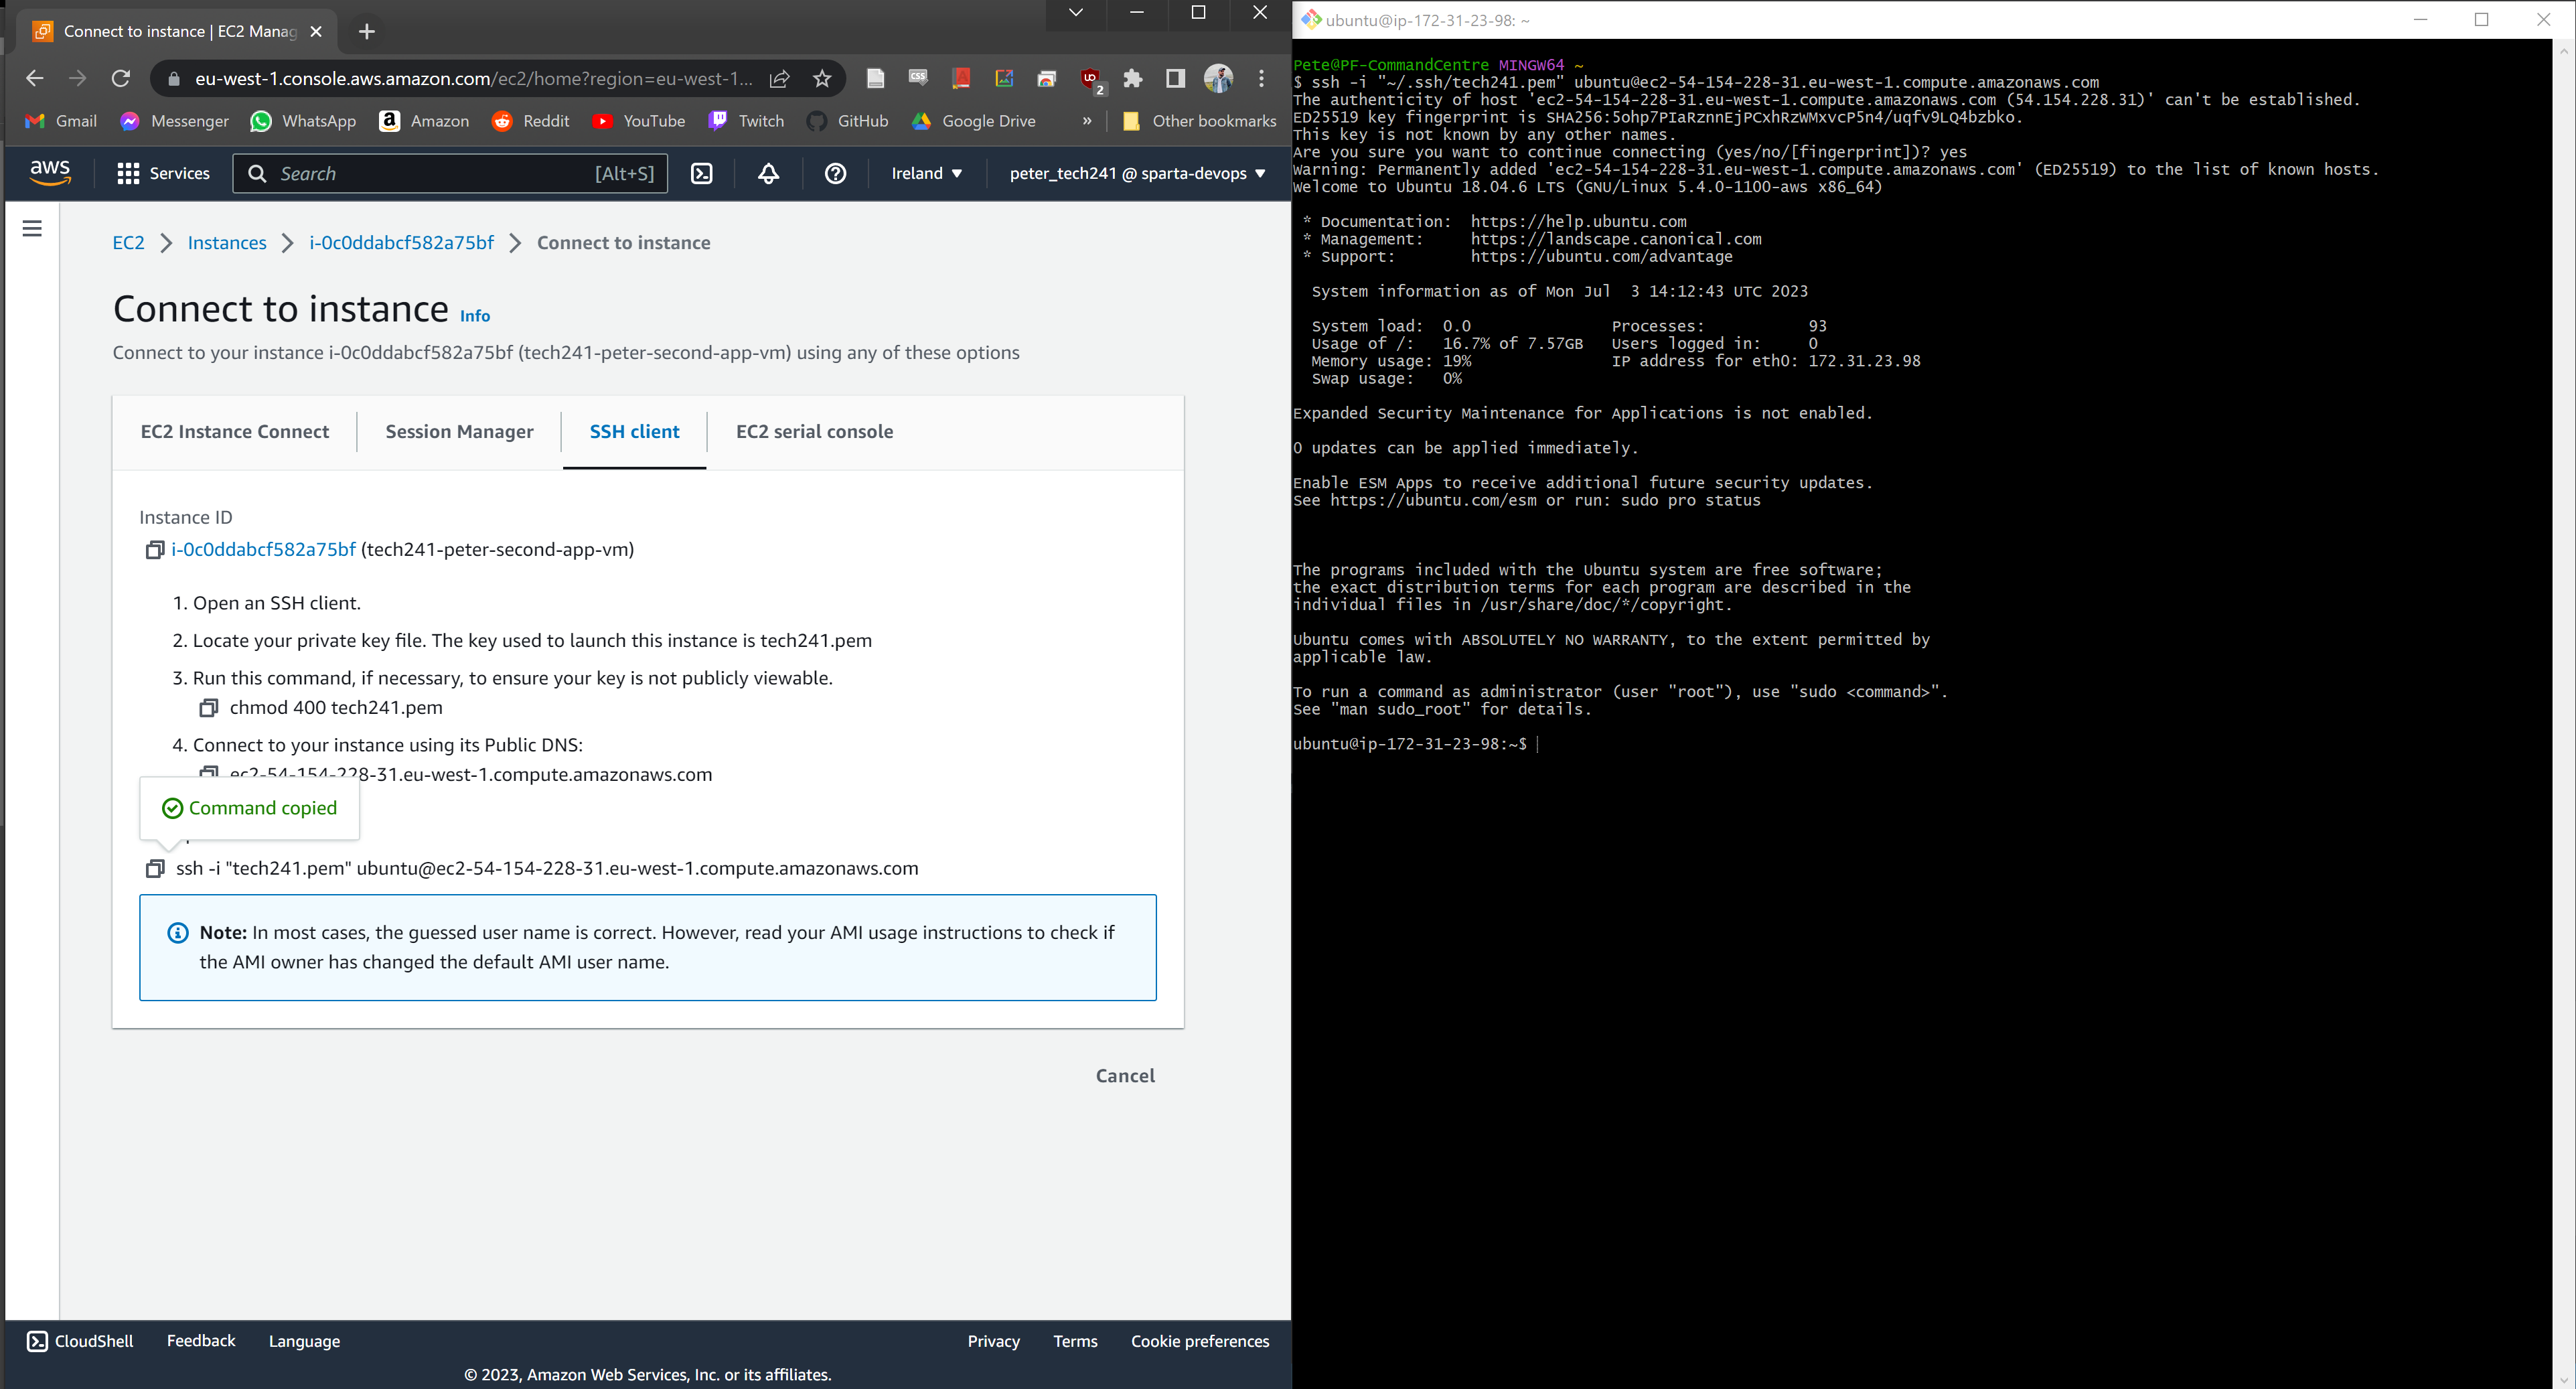 Connect to instance | EC2 Manag
eu-west-1.console.aws.amazon.com/ec2/home?region=eu-west-1...
CSS
2
Gmail
Messenger
WhatsApp
Amazon
Reddit
YouTube
Twitch
GitHub
Google Drive
»
Other bookmarks
aws
Services
Search
[Alt+S]
Ireland
peter_tech241 @ sparta-devops
EC2
Instances
i-0c0ddabcf582a75bf
Connect to instance
Connect to instance Info
Connect to your instance i-0c0ddabcf582a75bf (tech241-peter-second-app-vm) using any of these options
EC2 Instance Connect
Session Manager
SSH client
EC2 serial console
Instance ID
i-0c0ddabcf582a75bf (tech241-peter-second-app-vm)
1. Open an SSH client.
2. Locate your private key file. The key used to launch this instance is tech241.pem
3. Run this command, if necessary, to ensure your key is not publicly viewable.
chmod 400 tech241.pem
4. Connect to your instance using its Public DNS:
ec2-54-154-228-31.eu-west-1.compute.amazonaws.com
Command copied
ssh -i "tech241.pem" ubuntu@ec2-54-154-228-31.eu-west-1.compute.amazonaws.com
Note: In most cases, the guessed user name is correct. However, read your AMI usage instructions to check if
the AMI owner has changed the default AMI user name.
Cancel
CloudShell
Feedback
Language
Privacy
Terms
Cookie preferences
© 2023, Amazon Web Services, Inc. or its affiliates.
ubuntu@ip-172-31-23-98: ~
Pete@PF-CommandCentre MINGW64 ~
$ ssh -i "~/.ssh/tech241.pem" ubuntu@ec2-54-154-228-31.eu-west-1.compute.amazonaws.com
The authenticity of host 'ec2-54-154-228-31.eu-west-1.compute.amazonaws.com (54.154.228.31)' can't be established.
ED25519 key fingerprint is SHA256:5ohp7PIaRznnEjPCxhRzWMxvcP5n4/uqfv9LQ4bzbko.
This key is not known by any other names.
Are you sure you want to continue connecting (yes/no/[fingerprint])? yes
Warning: Permanently added 'ec2-54-154-228-31.eu-west-1.compute.amazonaws.com' (ED25519) to the list of known hosts.
Welcome to Ubuntu 18.04.6 LTS (GNU/Linux 5.4.0-1100-aws x86_64)
* Documentation:  https://help.ubuntu.com
* Management:     https://landscape.canonical.com
* Support:        https://ubuntu.com/advantage
System information as of Mon Jul  3 14:12:43 UTC 2023
System load:  0.0               Processes:           93
Usage of /:   16.7% of 7.57GB   Users logged in:     0
Memory usage: 19%               IP address for eth0: 172.31.23.98
Swap usage:   0%
Expanded Security Maintenance for Applications is not enabled.
0 updates can be applied immediately.
Enable ESM Apps to receive additional future security updates.
See https://ubuntu.com/esm or run: sudo pro status
The programs included with the Ubuntu system are free software;
the exact distribution terms for each program are described in the
individual files in /usr/share/doc/*/copyright.
Ubuntu comes with ABSOLUTELY NO WARRANTY, to the extent permitted by
applicable law.
To run a command as administrator (user "root"), use "sudo <command>".
See "man sudo_root" for details.
ubuntu@ip-172-31-23-98:~$